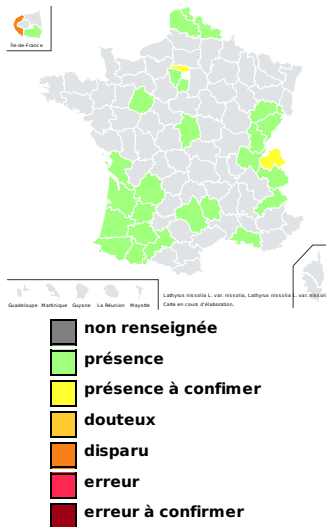 Île-de-France
Guadeloupe Martinique Guyane La Réunion Mayotte
Lathyrus nissolia L. var. nissolia, Lathyrus nissolia L. var. nissoli
Carte en cours d'élaboration.
non renseignée
présence
présence à confimer
douteux
disparu
erreur
erreur à confirmer